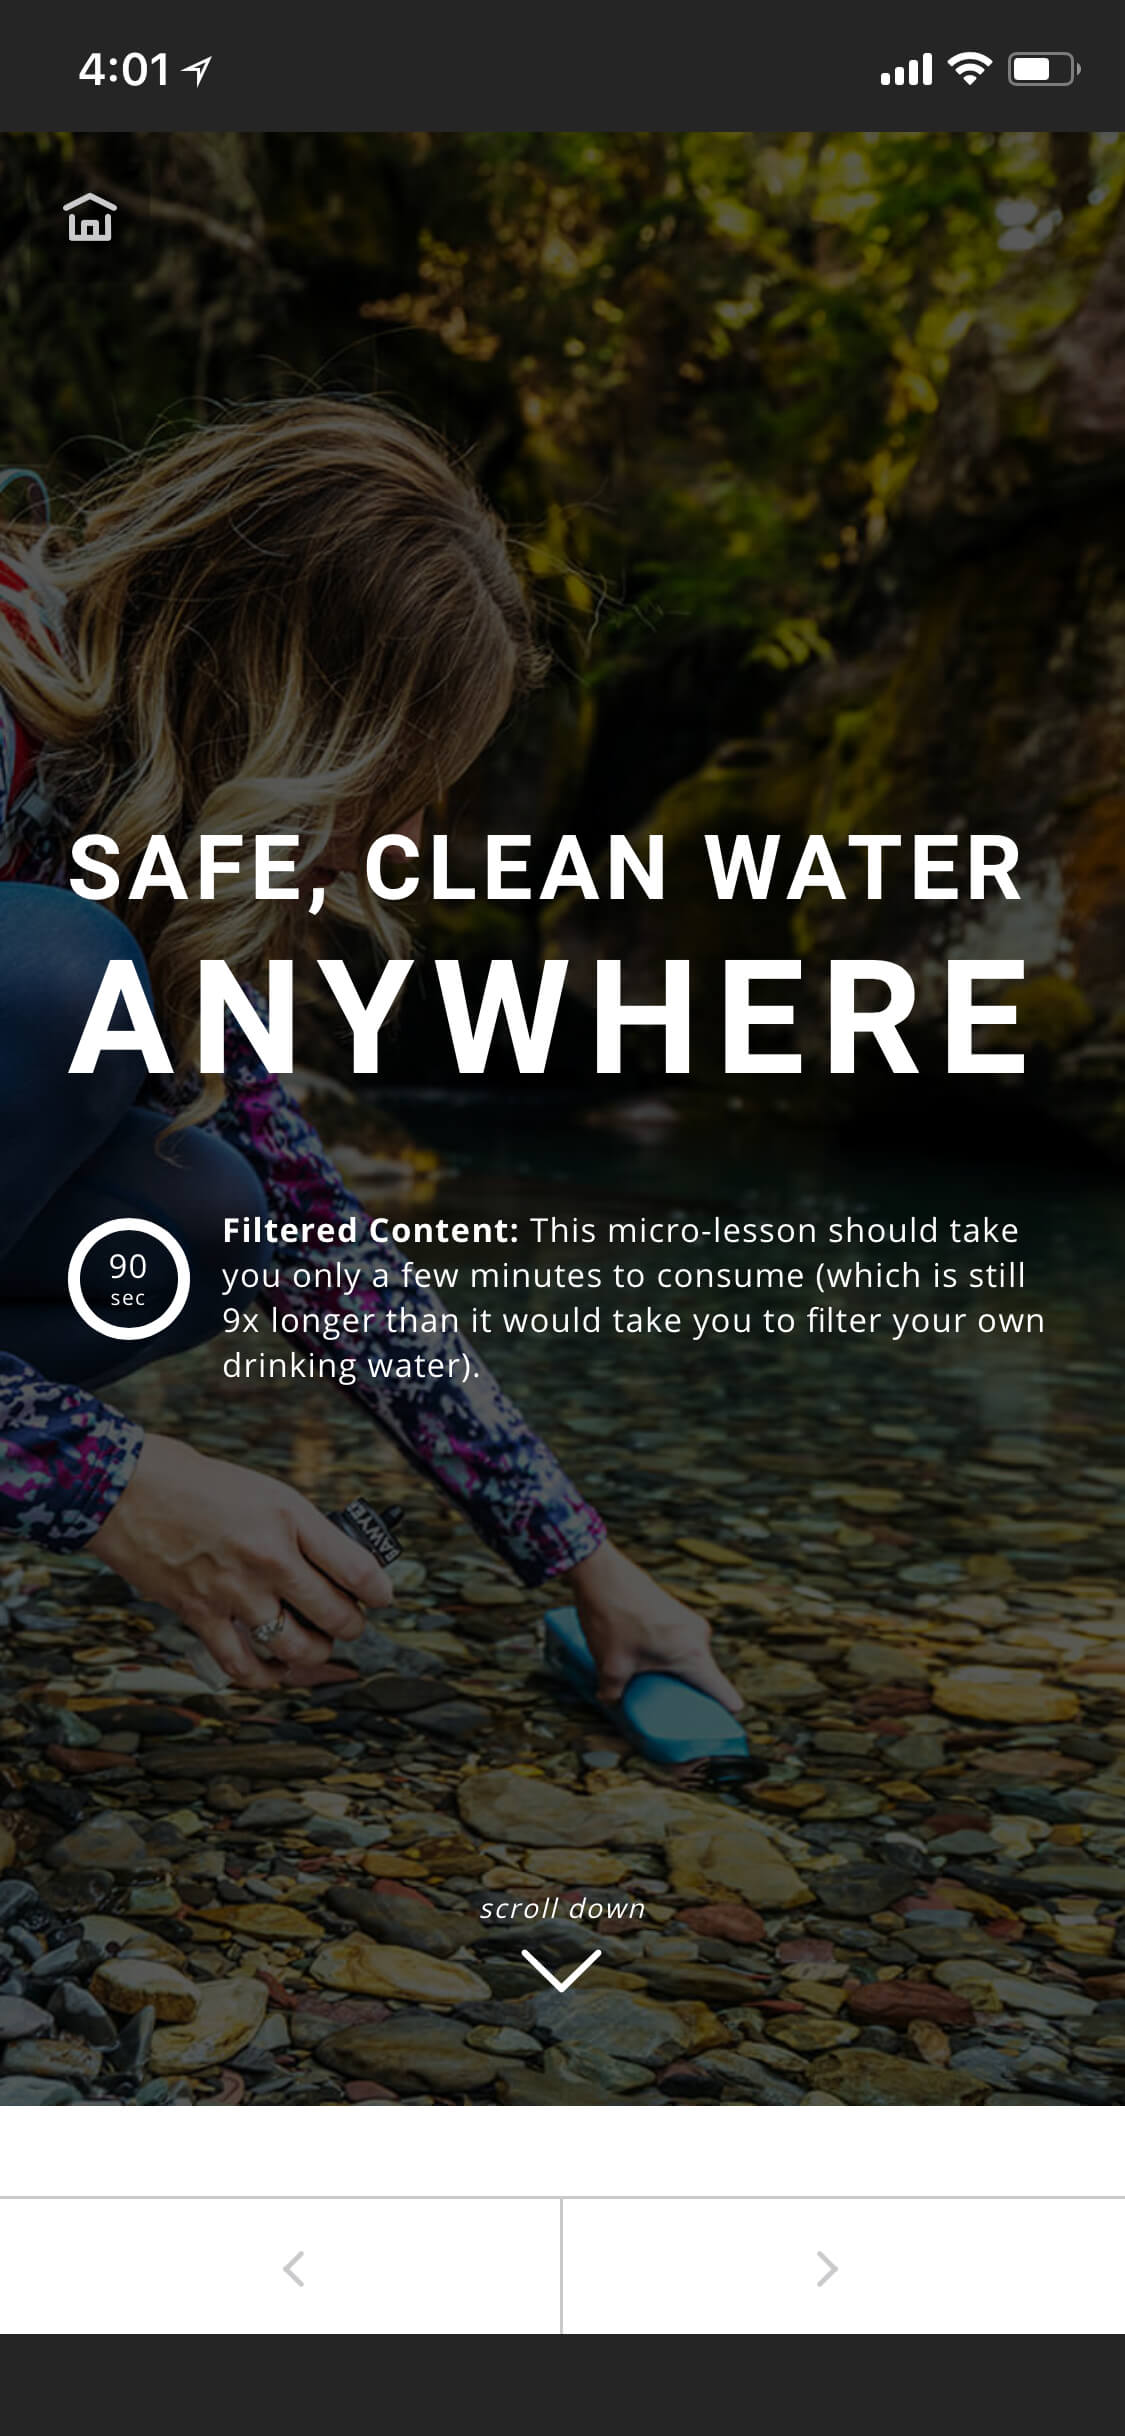 4:01
SAFE, CLEAN WATER
ANYWHERE
90
sec
Filtered Content: This micro-lesson should take
you only a few minutes to consume (which is still
9x longer than it would take you to filter your own
drinking water).
SAWYER
scroll down